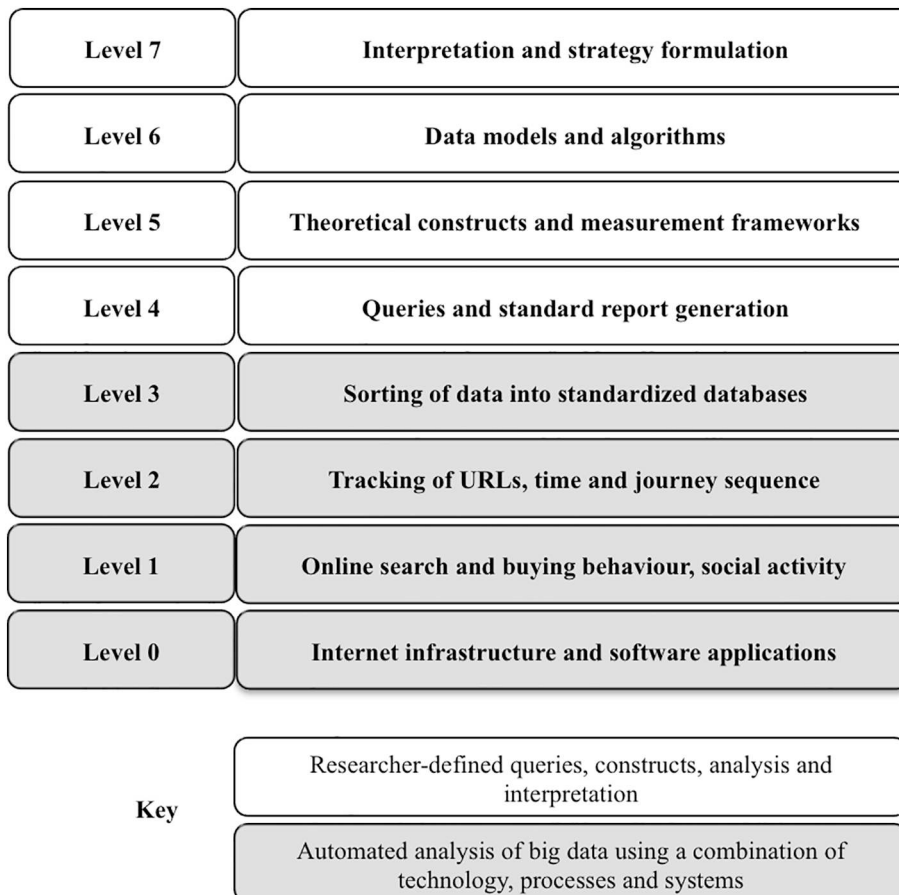 Level 7
Interpretation and strategy formulation
Level 6
Data models and algorithms
Level 5
Theoretical constructs and measurement frameworks
Level 4
Queries and standard report generation
Level 3
Sorting of data into standardized databases
Level 2
Tracking of URLs, time and journey sequence
Level 1
Online search and buying behaviour, social activity
Level 0
Internet infrastructure and software applications
Key
Researcher-defined queries, constructs, analysis and
interpretation
Automated analysis of big data using a combination of
technology, processes and systems